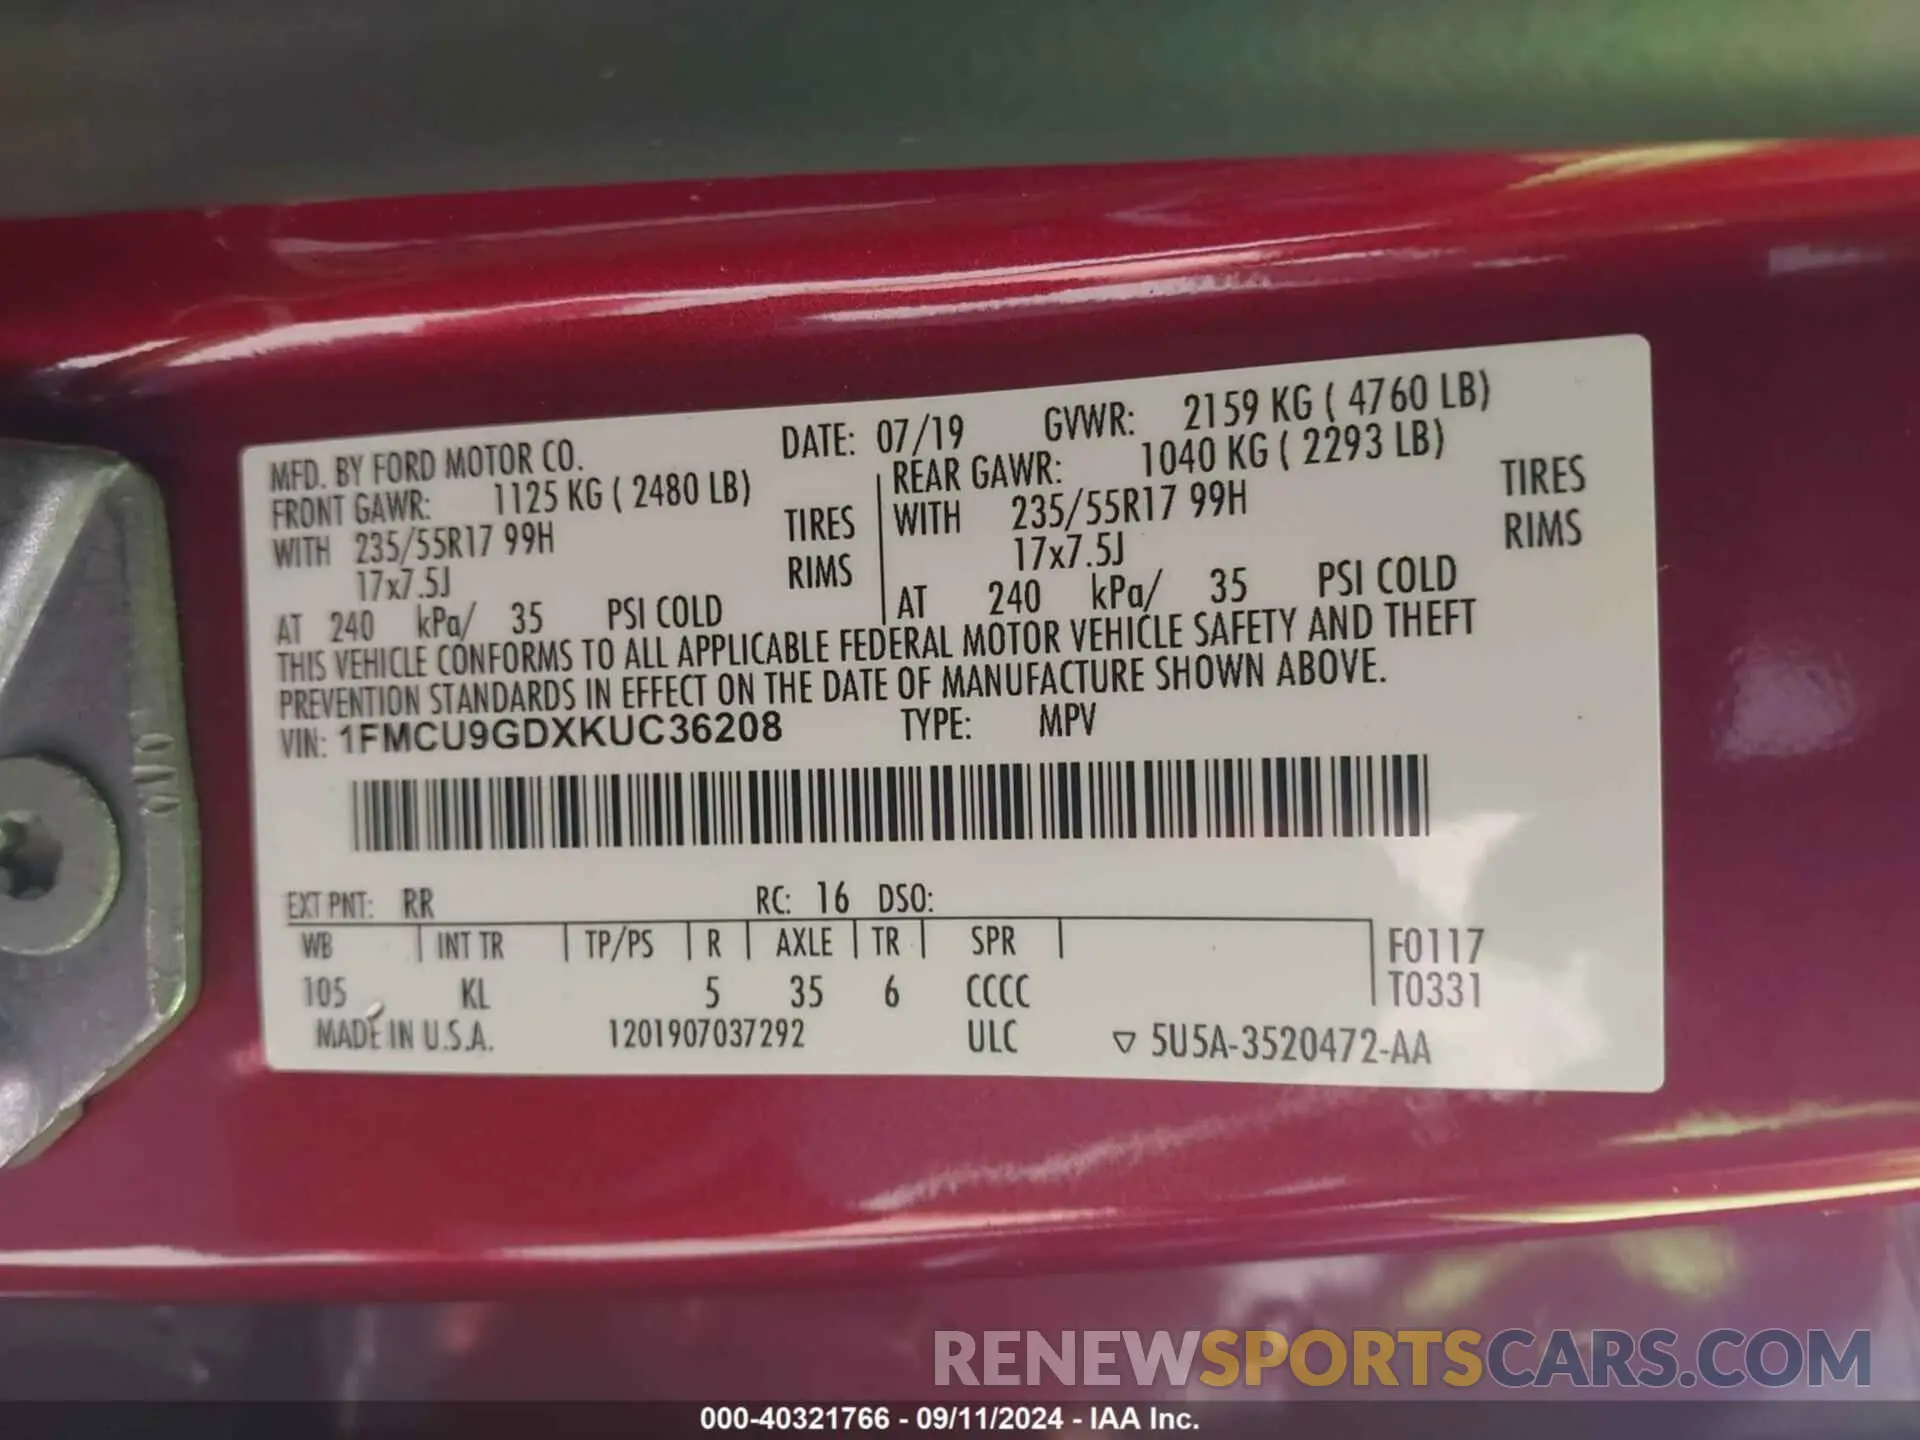 MFD. BY FORD MOTOR CO. DATE: 07/19 GVWR: 2159 KG ( 4760 LB)
FRONT GAWR: 1125 KG ( 2480 LB) REAR GAWR: 1040 KG ( 2293 LB)
WITH 235/55R17 99H TIRES WITH 235/55R17 99H TIRES
17x7.5J RIMS 17x7.5J RIMS
AT 240 kPa/ 35 PSI COLD AT 240 kPa/ 35 PSI COLD
THIS VEHICLE CONFORMS TO ALL APPLICABLE FEDERAL MOTOR VEHICLE SAFETY AND THEFT
PREVENTION STANDARDS IN EFFECT ON THE DATE OF MANUFACTURE SHOWN ABOVE.
VIN: 1FMCU9GDXKUC36208 TYPE: MPV
EXT PNT: RR RC: 16 DSO:
WB INT TR TP/PS R AXLE TR SPR F0117
105 KL 5 35 6 CCCC T0331
MADE IN U.S.A. 1201907037292 ULC ▽ 5U5A-3520472-AA
RENEWSPORTSCARS.COM
000-40321766 - 09/11/2024 - IAA Inc.